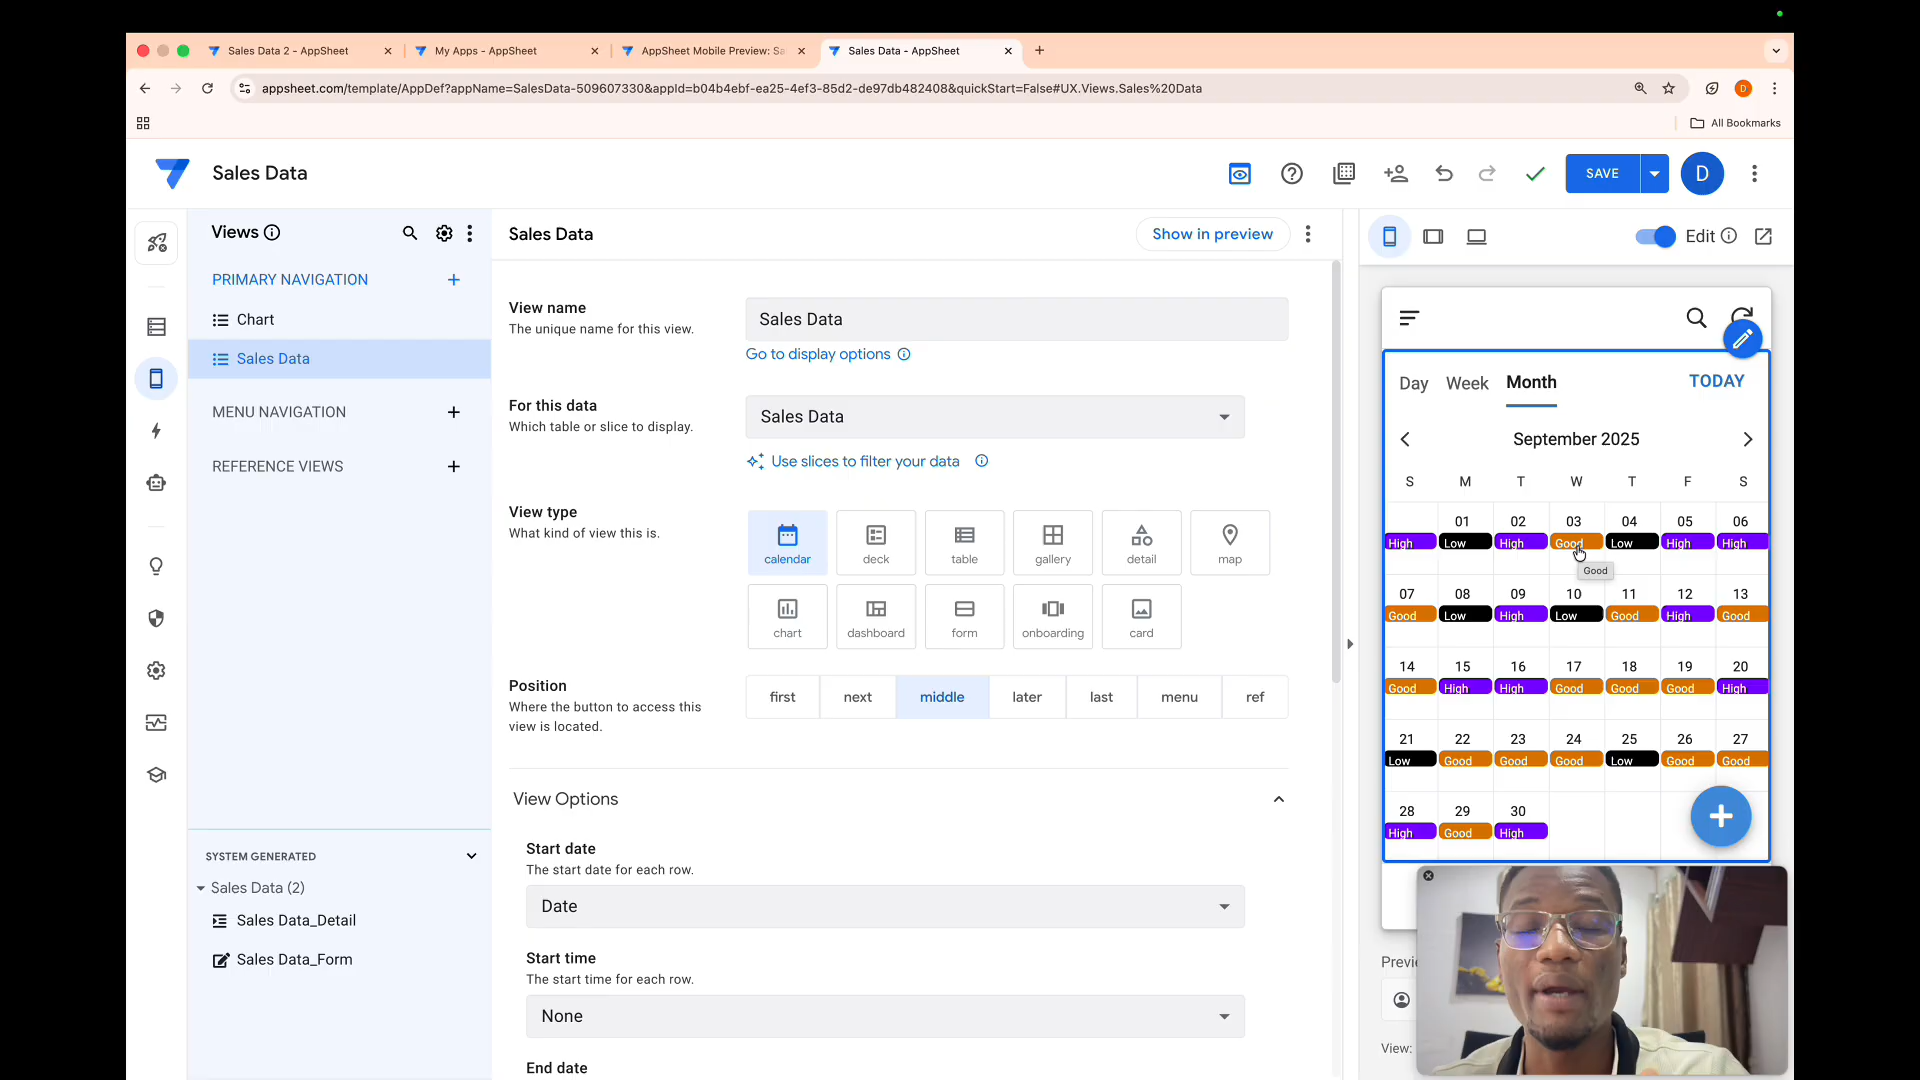 Sales Data 2 - AppSheet
My Apps - AppSheet
AppSheet Mobile Preview: Sa
Sales Data - AppSheet
appsheet.com/template/AppDef?appName=SalesData-509607330&appId=b04b4ebf-ea25-4ef3-85d2-de97db482408&quickStart=False#UX.Views.Sales%20Data
D
All Bookmarks
Sales Data
SAVE
D
Views
PRIMARY NAVIGATION
Chart
Sales Data
MENU NAVIGATION
REFERENCE VIEWS
SYSTEM GENERATED
Sales Data (2)
Sales Data_Detail
Sales Data_Form
Sales Data
Show in preview
View name
The unique name for this view.
Sales Data
Go to display options
For this data
Which table or slice to display.
Sales Data
Use slices to filter your data
View type
What kind of view this is.
calendar deck table gallery detail map
chart dashboard form onboarding card
Position
Where the button to access this
view is located.
first next middle later last menu ref
View Options
Start date
The start date for each row.
Date
Start time
The start time for each row.
None
End date
Edit
Day Week Month TODAY
September 2025
S M T W T F S
01 02 03 04 05 06
High Low High Good Low High High
Good
07 08 09 10 11 12 13
Good Low High Low Good High Good
14 15 16 17 18 19 20
Good High High Good Good Good High
21 22 23 24 25 26 27
Low Good Good Good Low Good Good
28 29 30
High Good High
Previe
View: